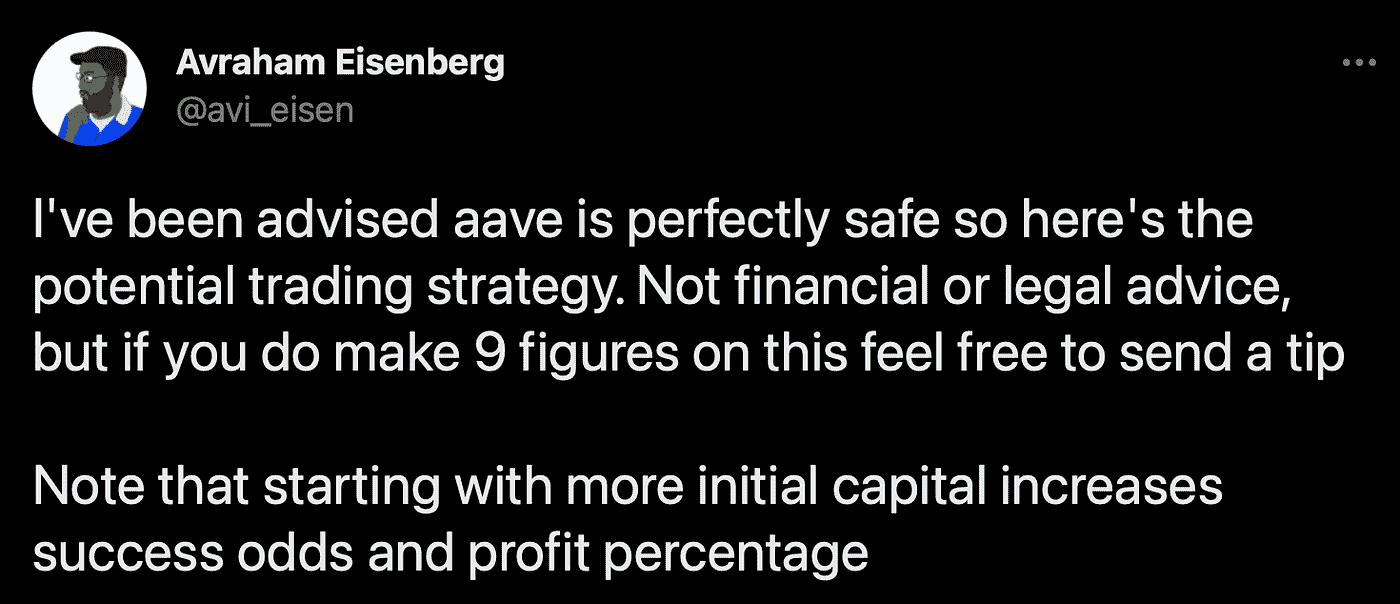 Avraham Eisenberg
@avi_eisen
I've been advised aave is perfectly safe so here's the
potential trading strategy. Not financial or legal advice,
but if you do make 9 figures on this feel free to send a tip
Note that starting with more initial capital increases
success odds and profit percentage